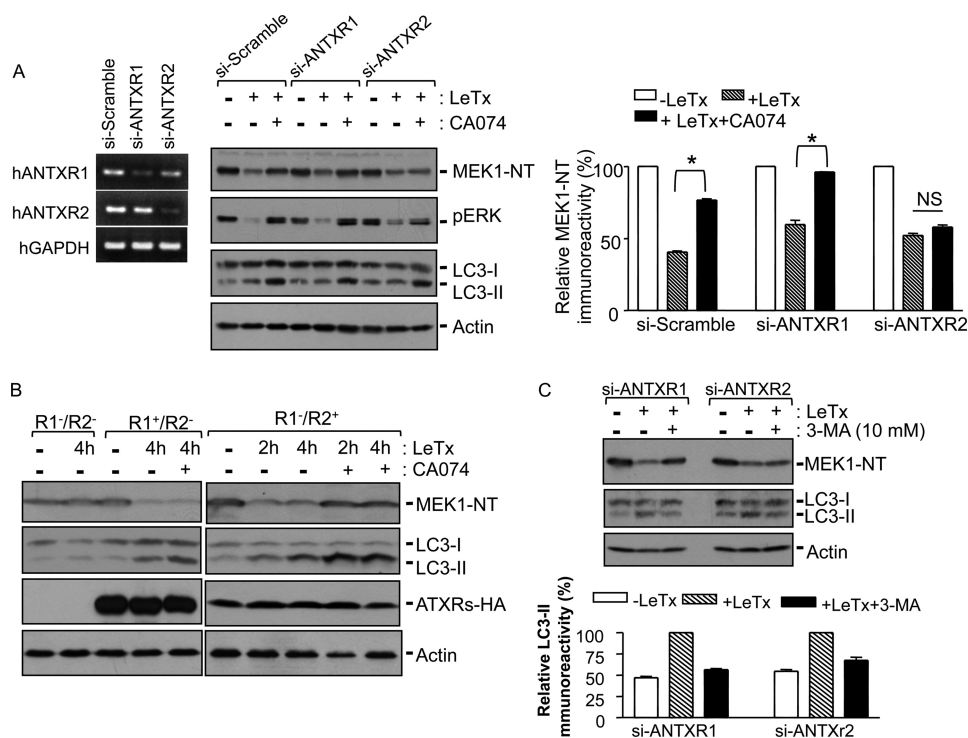 A
si-Scramble
si-ANTXR1
si-ANTXR2
hANTXR1
hANTXR2
hGAPDH
si-Scramble si-ANTXR1 si-ANTXR2
- + + - + + - + + : LeTx
- - + - - + - - + : CA074
MEK1-NT
pERK
LC3-I
LC3-II
Actin
-LeTx +LeTx
+ LeTx+CA074
Relative MEK1-NT
immunoreactivity (%)
100
50
0
* * NS
si-Scramble si-ANTXR1 si-ANTXR2
B
R1-/R2- R1+/R2- R1-/R2+
- 4h - 4h 4h - 2h 4h 2h 4h : LeTx
- - - - + - - - + + : CA074
MEK1-NT
LC3-I
LC3-II
ATXRs-HA
Actin
C
si-ANTXR1 si-ANTXR2
- + + - + + : LeTx
- - + - - + : 3-MA (10 mM)
MEK1-NT
LC3-I
LC3-II
Actin
-LeTx +LeTx +LeTx+3-MA
Relative LC3-II
mmunoreactivity (%)
100
75
50
25
0
si-ANTXR1 si-ANTXr2